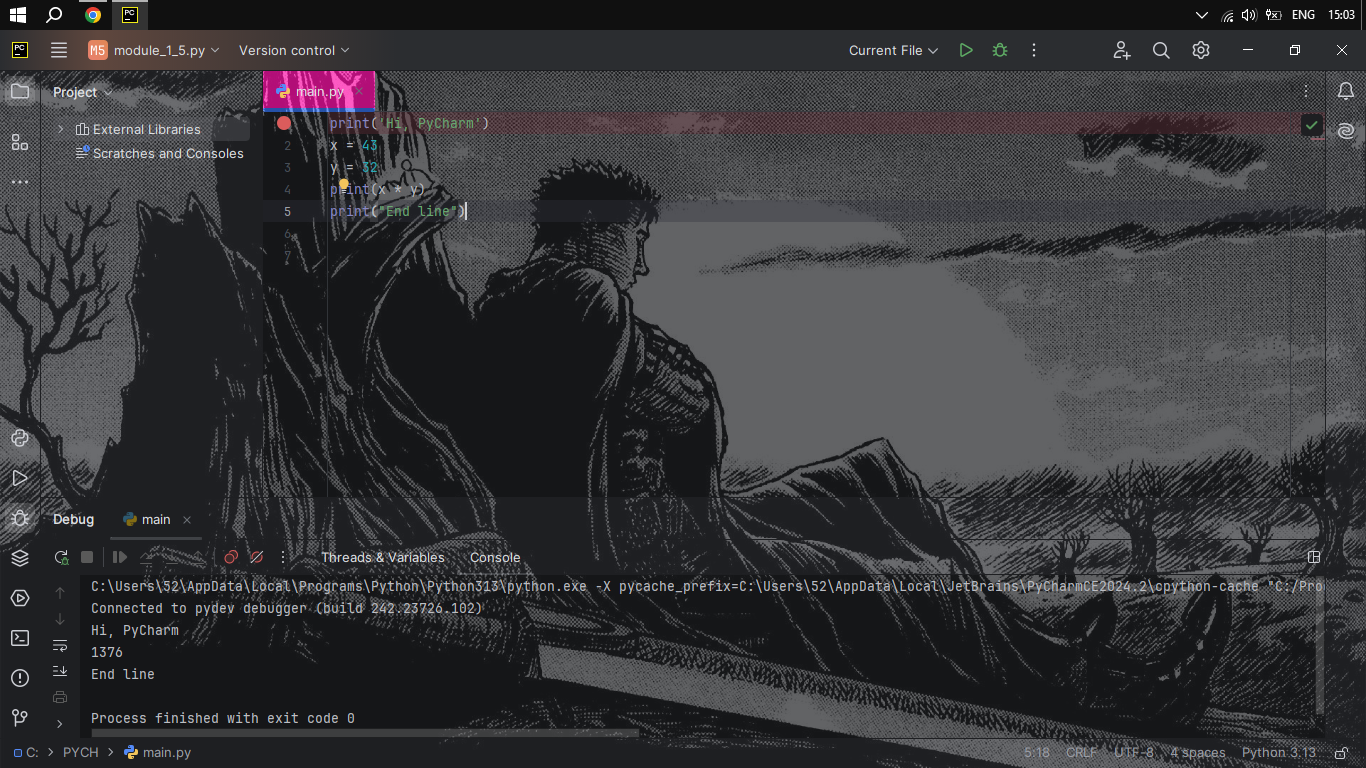 ENG 15:03
PC M5 module_1_5.py Version control Current File
Project main.py
External Libraries
Scratches and Consoles
print('Hi, PyCharm')
2 x = 43
3 y = 32
4 print(x * y)
5 print("End line")
6
7
Debug main
Threads & Variables Console
C:\Users\52\AppData\Local\Programs\Python\Python313\python.exe -X pycache_prefix=C:\Users\52\AppData\Local\JetBrains\PyCharmCE2024.2\cpython-cache "C:/Pro
Connected to pydev debugger (build 242.23726.102)
Hi, PyCharm
1376
End line
Process finished with exit code 0
C: PYCH main.py 5:18 CRLF UTF-8 4 spaces Python 3.13